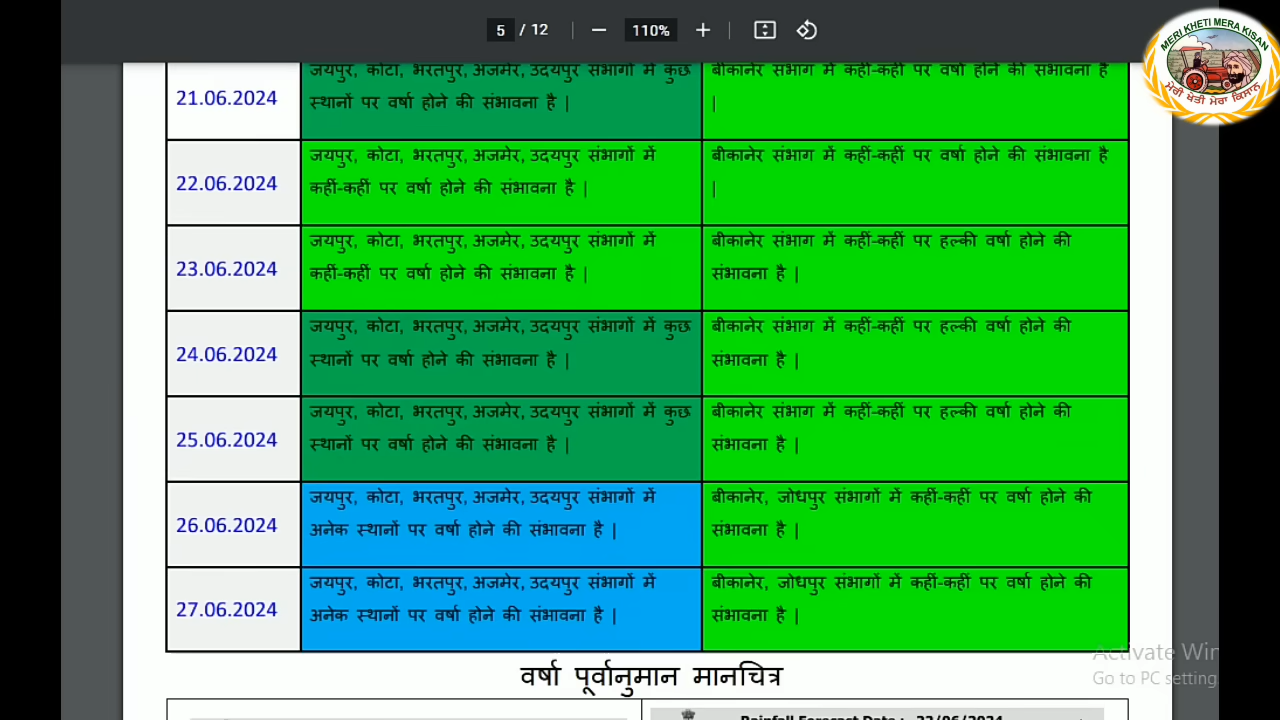 5 / 12
110%
MERI KHETI MERA KISAN
ਮੇਰੀ ਖੇਤੀ ਮੇਰਾ ਕਿਸਾਨ
21.06.2024
जयपुर, कोटा, भरतपुर, अजमेर, उदयपुर संभागों में कुछ
स्थानों पर वर्षा होने की संभावना है |
बीकानेर संभाग में कहीं-कहीं पर वर्षा होने की संभावना है
|
22.06.2024
जयपुर, कोटा, भरतपुर, अजमेर, उदयपुर संभागों में
कहीं-कहीं पर वर्षा होने की संभावना है |
बीकानेर संभाग में कहीं-कहीं पर वर्षा होने की संभावना है
|
23.06.2024
जयपुर, कोटा, भरतपुर, अजमेर, उदयपुर संभागों में
कहीं-कहीं पर वर्षा होने की संभावना है |
बीकानेर संभाग में कहीं-कहीं पर हल्की वर्षा होने की
संभावना है |
24.06.2024
जयपुर, कोटा, भरतपुर, अजमेर, उदयपुर संभागों में कुछ
स्थानों पर वर्षा होने की संभावना है |
बीकानेर संभाग में कहीं-कहीं पर हल्की वर्षा होने की
संभावना है |
25.06.2024
जयपुर, कोटा, भरतपुर, अजमेर, उदयपुर संभागों में कुछ
स्थानों पर वर्षा होने की संभावना है |
बीकानेर संभाग में कहीं-कहीं पर हल्की वर्षा होने की
संभावना है |
26.06.2024
जयपुर, कोटा, भरतपुर, अजमेर, उदयपुर संभागों में
अनेक स्थानों पर वर्षा होने की संभावना है |
बीकानेर, जोधपुर संभागों में कहीं-कहीं पर वर्षा होने की
संभावना है |
27.06.2024
जयपुर, कोटा, भरतपुर, अजमेर, उदयपुर संभागों में
अनेक स्थानों पर वर्षा होने की संभावना है |
बीकानेर, जोधपुर संभागों में कहीं-कहीं पर वर्षा होने की
संभावना है |
Activate Win
Go to PC setting
वर्षा पूर्वानुमान मानचित्र
Rainfall Forecast Date : 22/06/2024